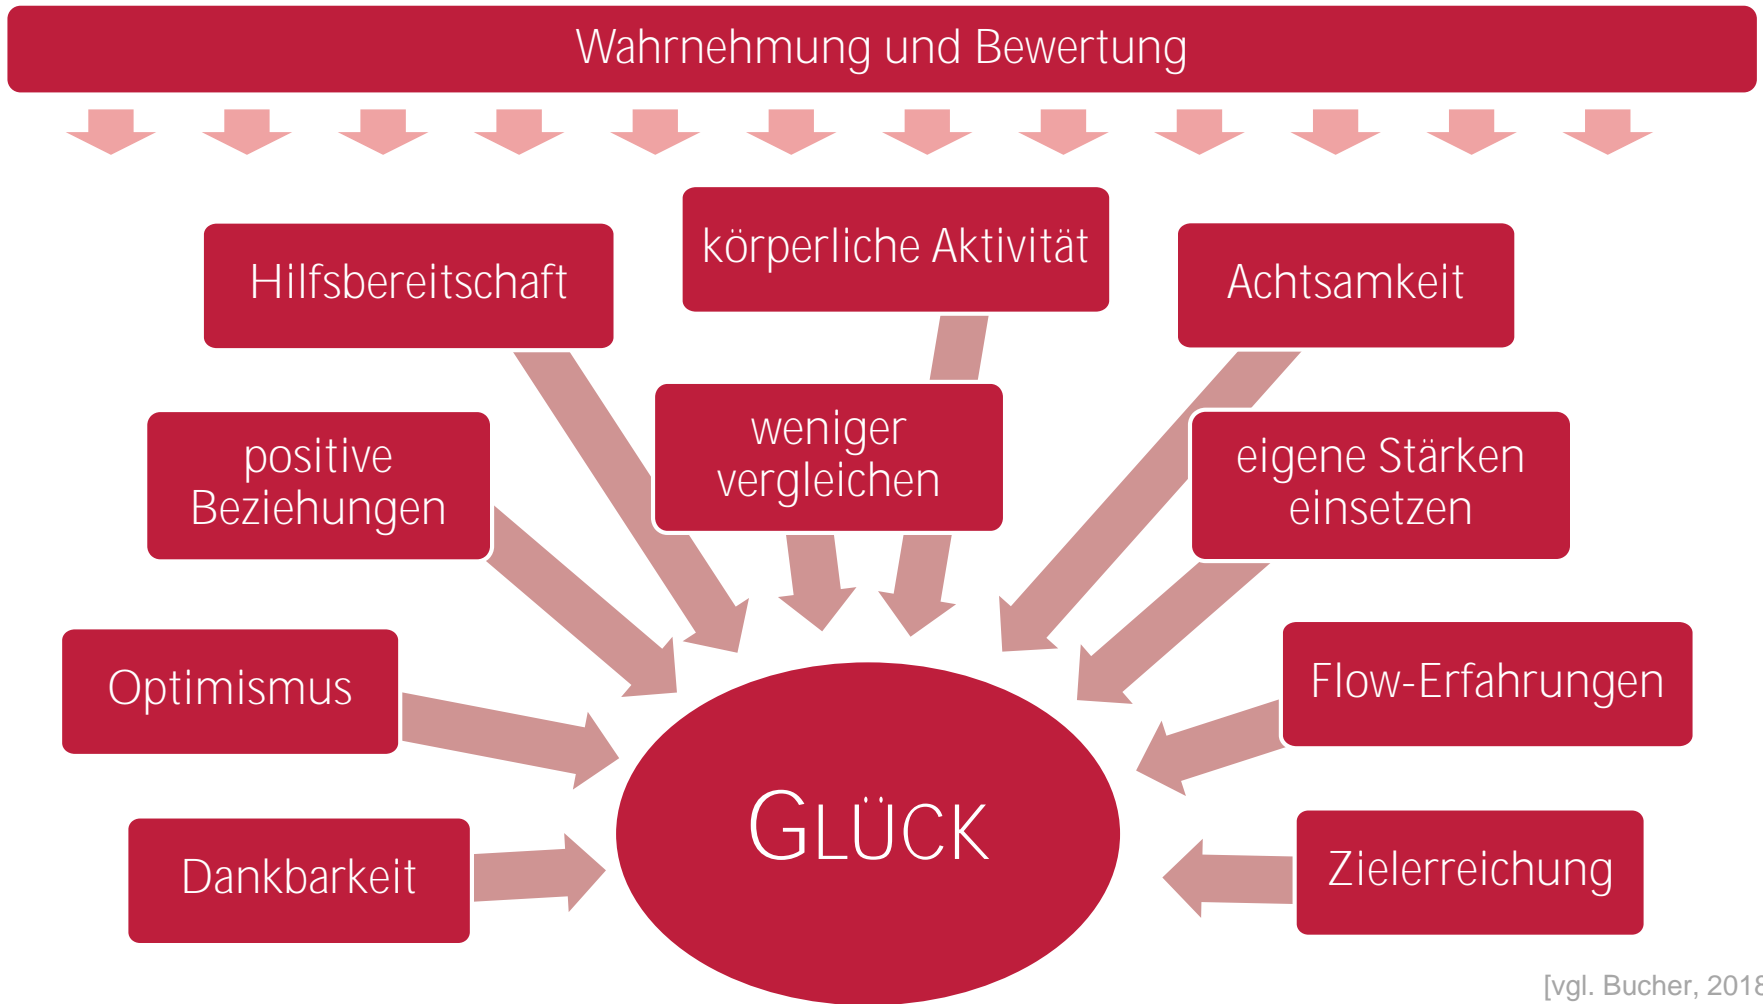 Wahrnehmung und Bewertung
körperliche Aktivität
Hilfsbereitschaft
Achtsamkeit
weniger
vergleichen
positive
Beziehungen
eigene Stärken
einsetzen
Optimismus
Flow-Erfahrungen
GLÜCK
Dankbarkeit
Zielerreichung
[vgl. Bucher, 2018